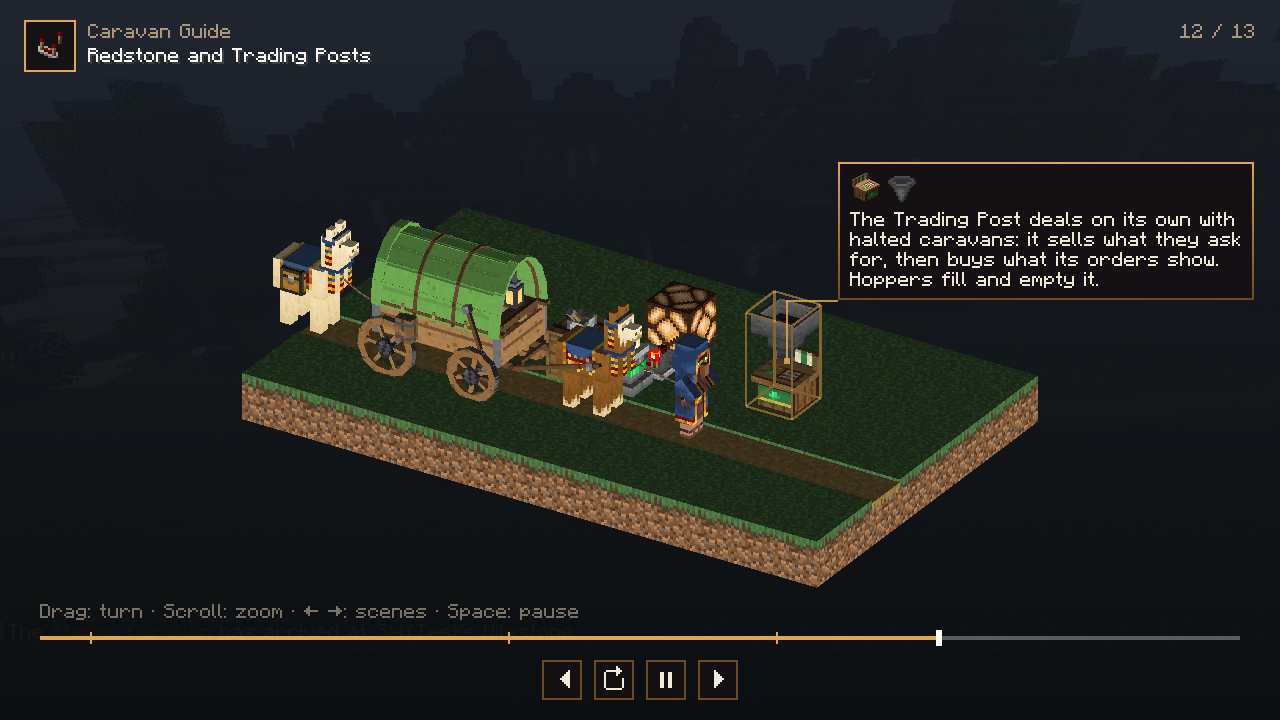 Caravan Guide
Redstone and Trading Posts
12 / 13
The Trading Post deals on its own with
halted caravans: it sells what they ask
for, then buys what its orders show.
Hoppers fill and empty it.
Drag: turn · Scroll: zoom · ← →: scenes · Space: pause